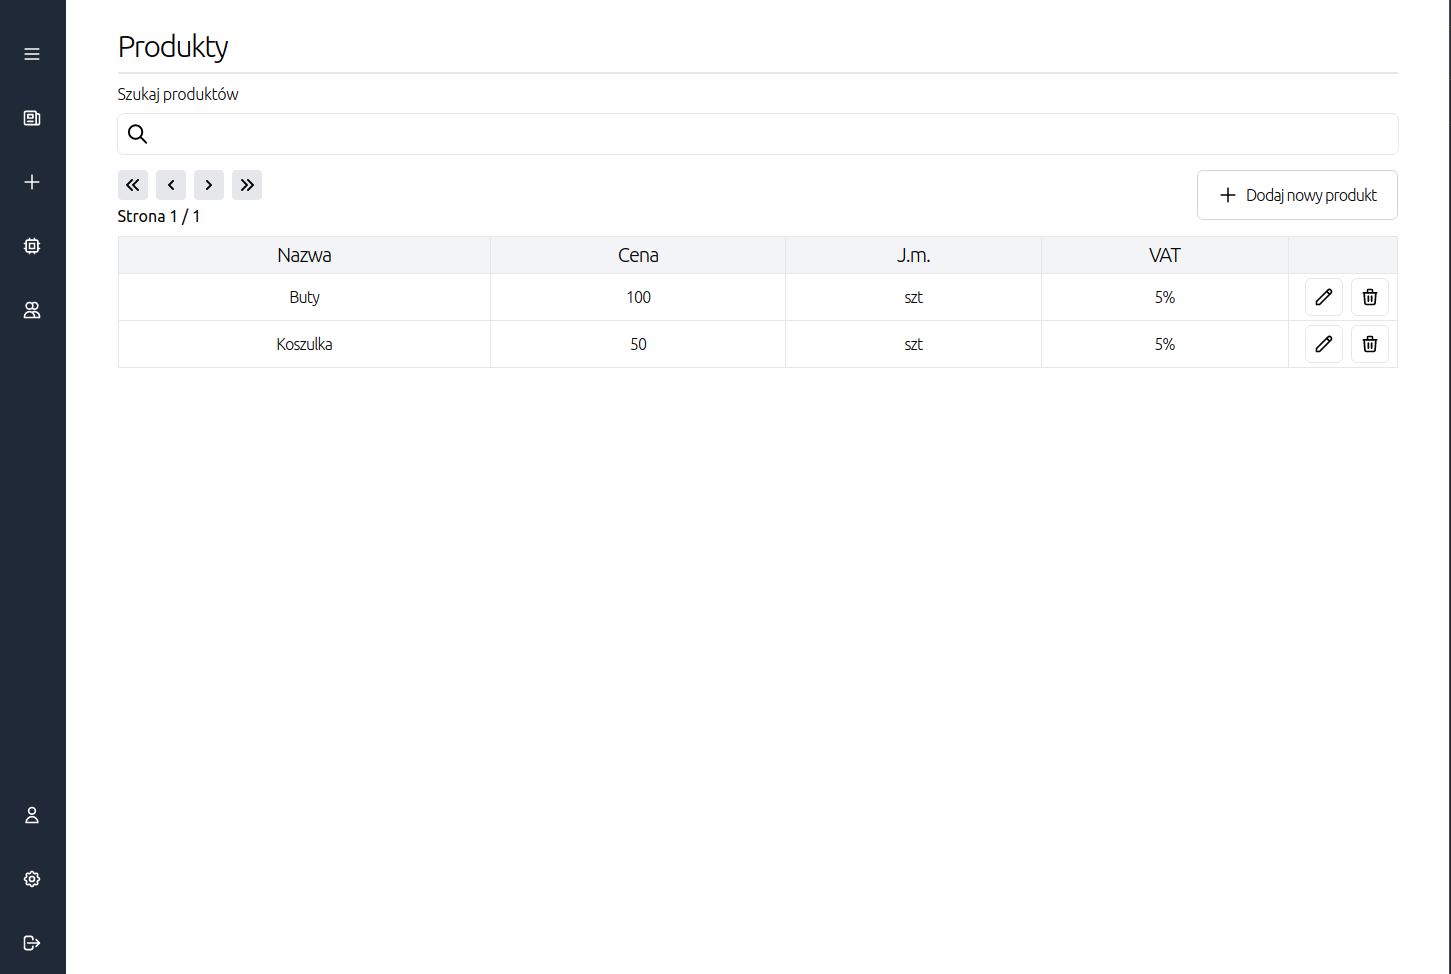 Produkty
Szukaj produktów
Dodaj nowy produkt
Strona 1 / 1
Nazwa Cena J.m. VAT
Buty 100 szt 5%
Koszulka 50 szt 5%